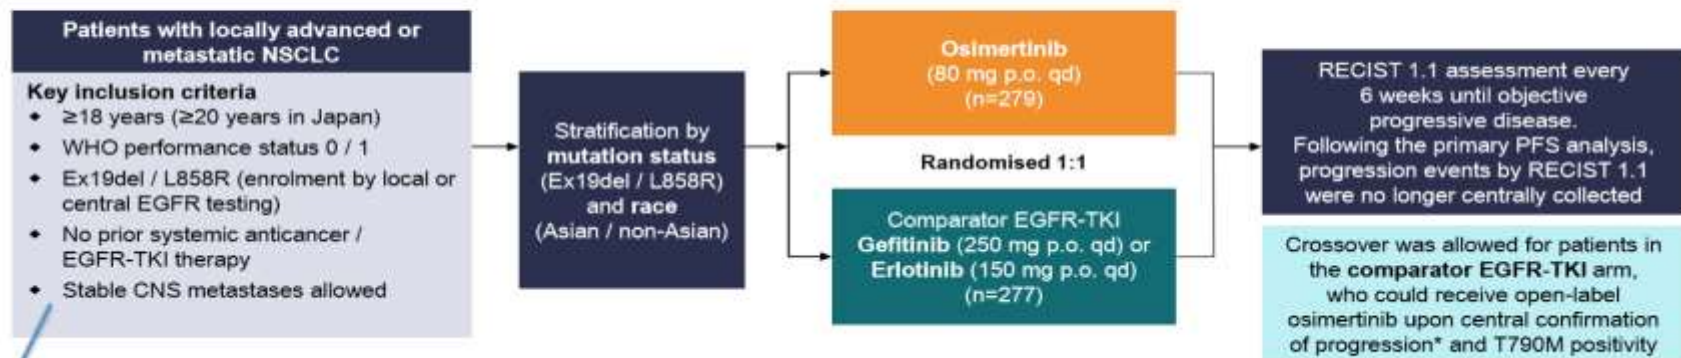 Patients with locally advanced or
metastatic NSCLC
Key inclusion criteria
◆ ≥18 years (≥20 years in Japan)
◆ WHO performance status 0 / 1
◆ Ex19del / L858R (enrolment by local or
central EGFR testing)
◆ No prior systemic anticancer /
EGFR-TKI therapy
◆ Stable CNS metastases allowed
Stratification by
mutation status
(Ex19del / L858R)
and race
(Asian / non-Asian)
Osimertinib
(80 mg p.o. qd)
(n=279)
Randomised 1:1
Comparator EGFR-TKI
Gefitinib (250 mg p.o. qd) or
Erlotinib (150 mg p.o. qd)
(n=277)
RECIST 1.1 assessment every
6 weeks until objective
progressive disease.
Following the primary PFS analysis,
progression events by RECIST 1.1
were no longer centrally collected
Crossover was allowed for patients in
the comparator EGFR-TKI arm,
who could receive open-label
osimertinib upon central confirmation
of progression* and T790M positivity